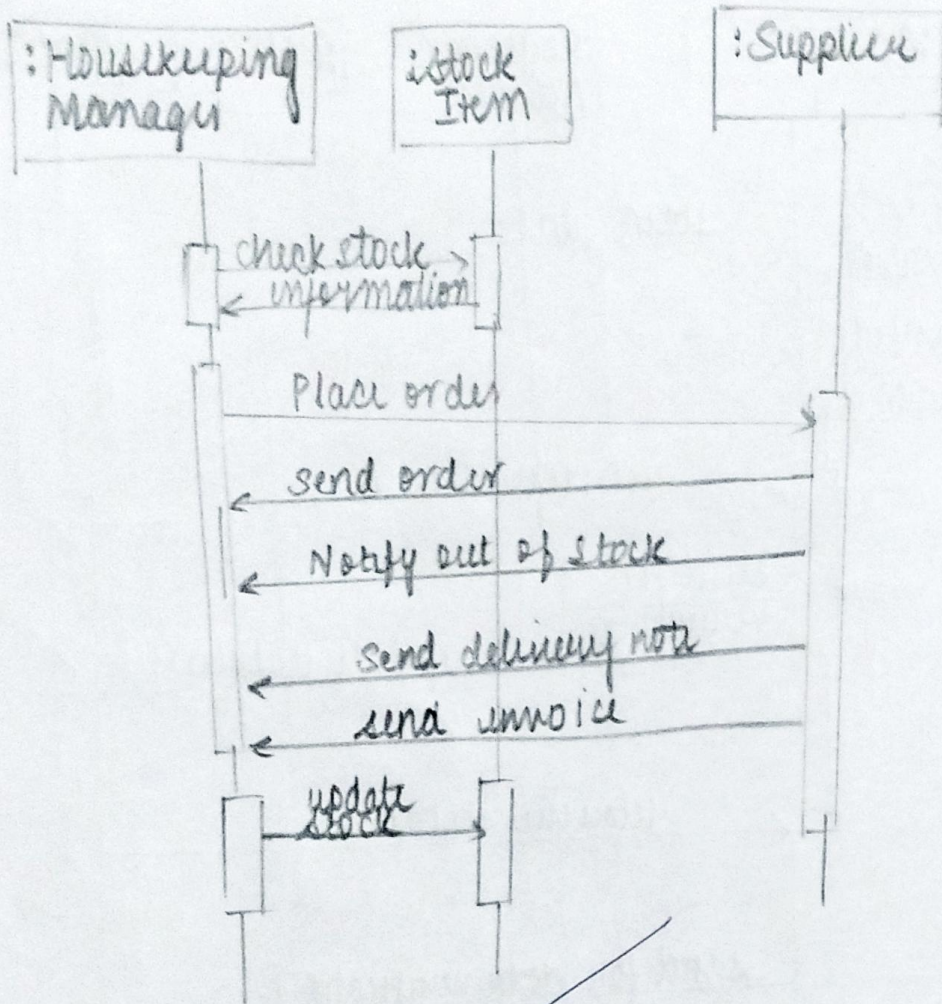 :Housekeeping
Manager
:Stock
Item
:Supplier
check stock
information
Place order
send order
Notify out of stock
send delivery note
send invoice
update
stock